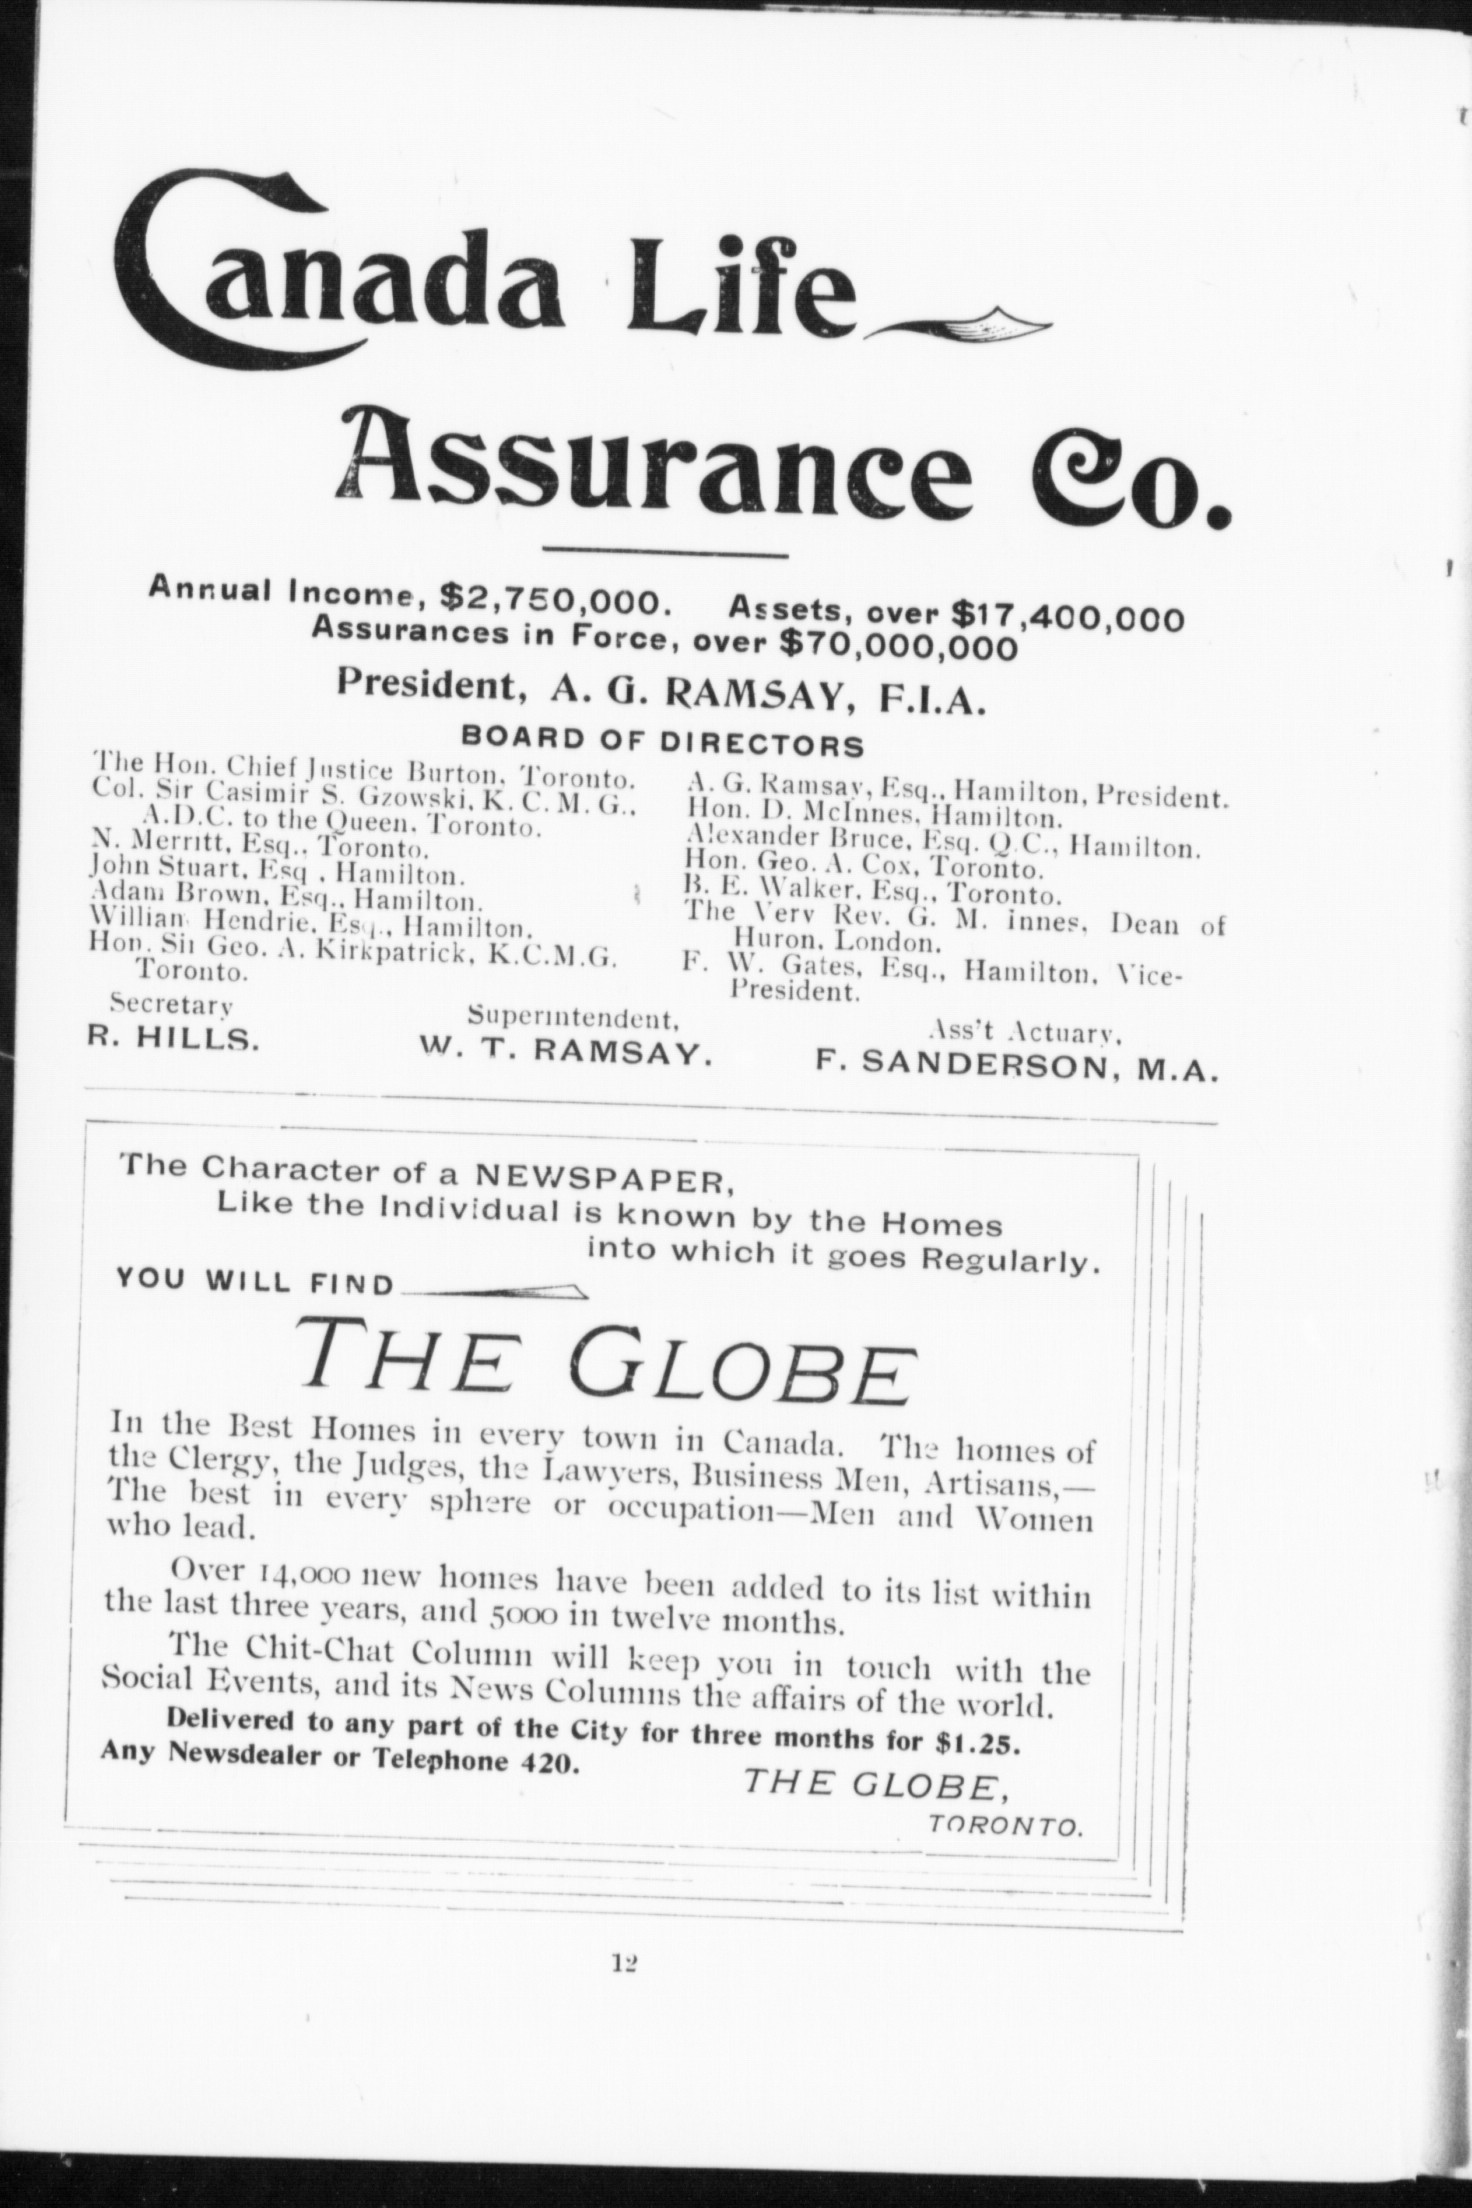 Canada Life
Assurance Co.
Annual Income, $2,750,000. Assets, over $17,400,000
Assurances in Force, over $70,000,000
President, A. G. RAMSAY, F.I.A.
BOARD OF DIRECTORS
The Hon. Chief Justice Burton, Toronto.
Col. Sir Casimir S. Gzowski, K. C. M. G.,
A.D.C. to the Queen, Toronto.
N. Merritt, Esq., Toronto.
John Stuart, Esq., Hamilton.
Adam Brown, Esq., Hamilton.
William Hendrie, Esq., Hamilton.
Hon. Sir Geo. A. Kirkpatrick, K.C.M.G.
Toronto.
A. G. Ramsay, Esq., Hamilton, President.
Hon. D. McInnes, Hamilton.
Alexander Bruce, Esq. Q.C., Hamilton.
Hon. Geo. A. Cox, Toronto.
B. E. Walker, Esq., Toronto.
The Very Rev. G. M. innes, Dean of
Huron, London.
F. W. Gates, Esq., Hamilton, Vice-
President.
Secretary
R. HILLS.
Superintendent,
W. T. RAMSAY.
Ass't Actuary,
F. SANDERSON, M.A.
The Character of a NEWSPAPER,
Like the Individual is known by the Homes
into which it goes Regularly.
YOU WILL FIND
THE GLOBE
In the Best Homes in every town in Canada. The homes of
the Clergy, the Judges, the Lawyers, Business Men, Artisans,—
The best in every sphere or occupation—Men and Women
who lead.
Over 14,000 new homes have been added to its list within
the last three years, and 5000 in twelve months.
The Chit-Chat Column will keep you in touch with the
Social Events, and its News Columns the affairs of the world.
Delivered to any part of the City for three months for $1.25.
Any Newsdealer or Telephone 420.
THE GLOBE,
TORONTO.
12